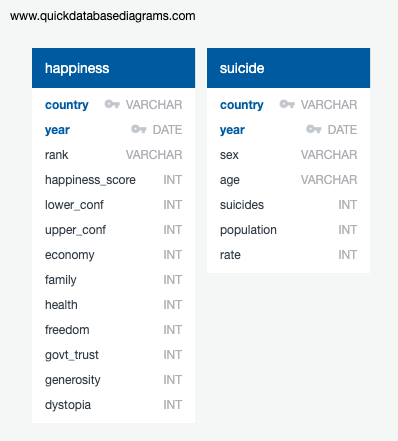 www.quickdatabasediagrams.com
happiness
country VARCHAR
year DATE
rank VARCHAR
happiness_score INT
lower_conf INT
upper_conf INT
economy INT
family INT
health INT
freedom INT
govt_trust INT
generosity INT
dystopia INT
suicide
country VARCHAR
year DATE
sex VARCHAR
age VARCHAR
suicides INT
population INT
rate INT